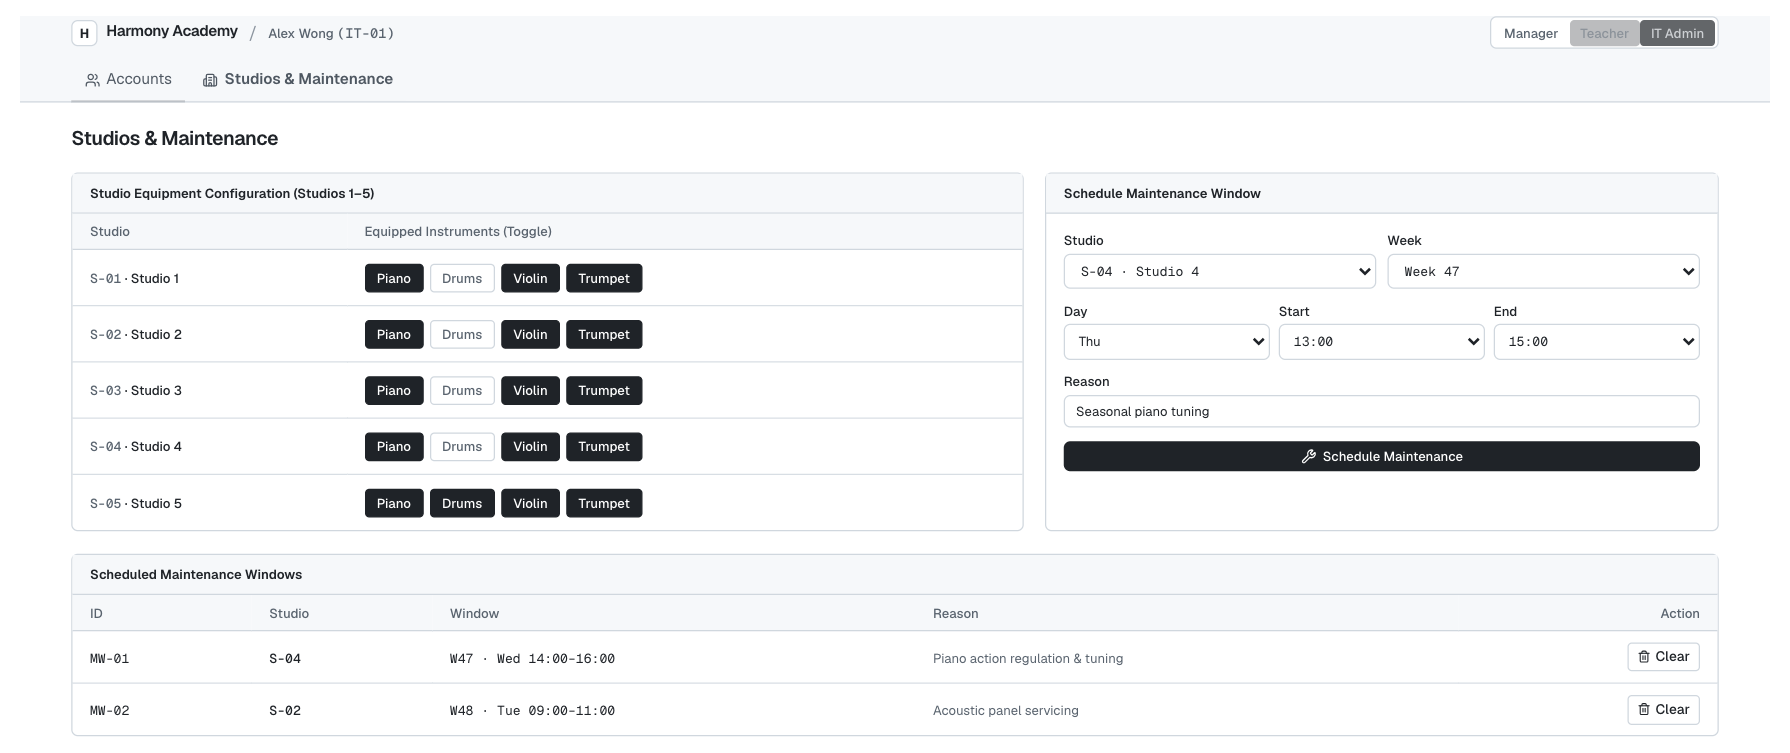 H Harmony Academy / Alex Wong (IT-01) Manager Teacher IT Admin
Accounts Studios & Maintenance
Studios & Maintenance
Studio Equipment Configuration (Studios 1–5)
Studio Equipped Instruments (Toggle)
S-01 · Studio 1 Piano Drums Violin Trumpet
S-02 · Studio 2 Piano Drums Violin Trumpet
S-03 · Studio 3 Piano Drums Violin Trumpet
S-04 · Studio 4 Piano Drums Violin Trumpet
S-05 · Studio 5 Piano Drums Violin Trumpet
Schedule Maintenance Window
Studio Week
S-04 · Studio 4 Week 47
Day Start End
Thu 13:00 15:00
Reason
Seasonal piano tuning
Schedule Maintenance
Scheduled Maintenance Windows
ID Studio Window Reason Action
MW-01 S-04 W47 · Wed 14:00–16:00 Piano action regulation & tuning Clear
MW-02 S-02 W48 · Tue 09:00–11:00 Acoustic panel servicing Clear